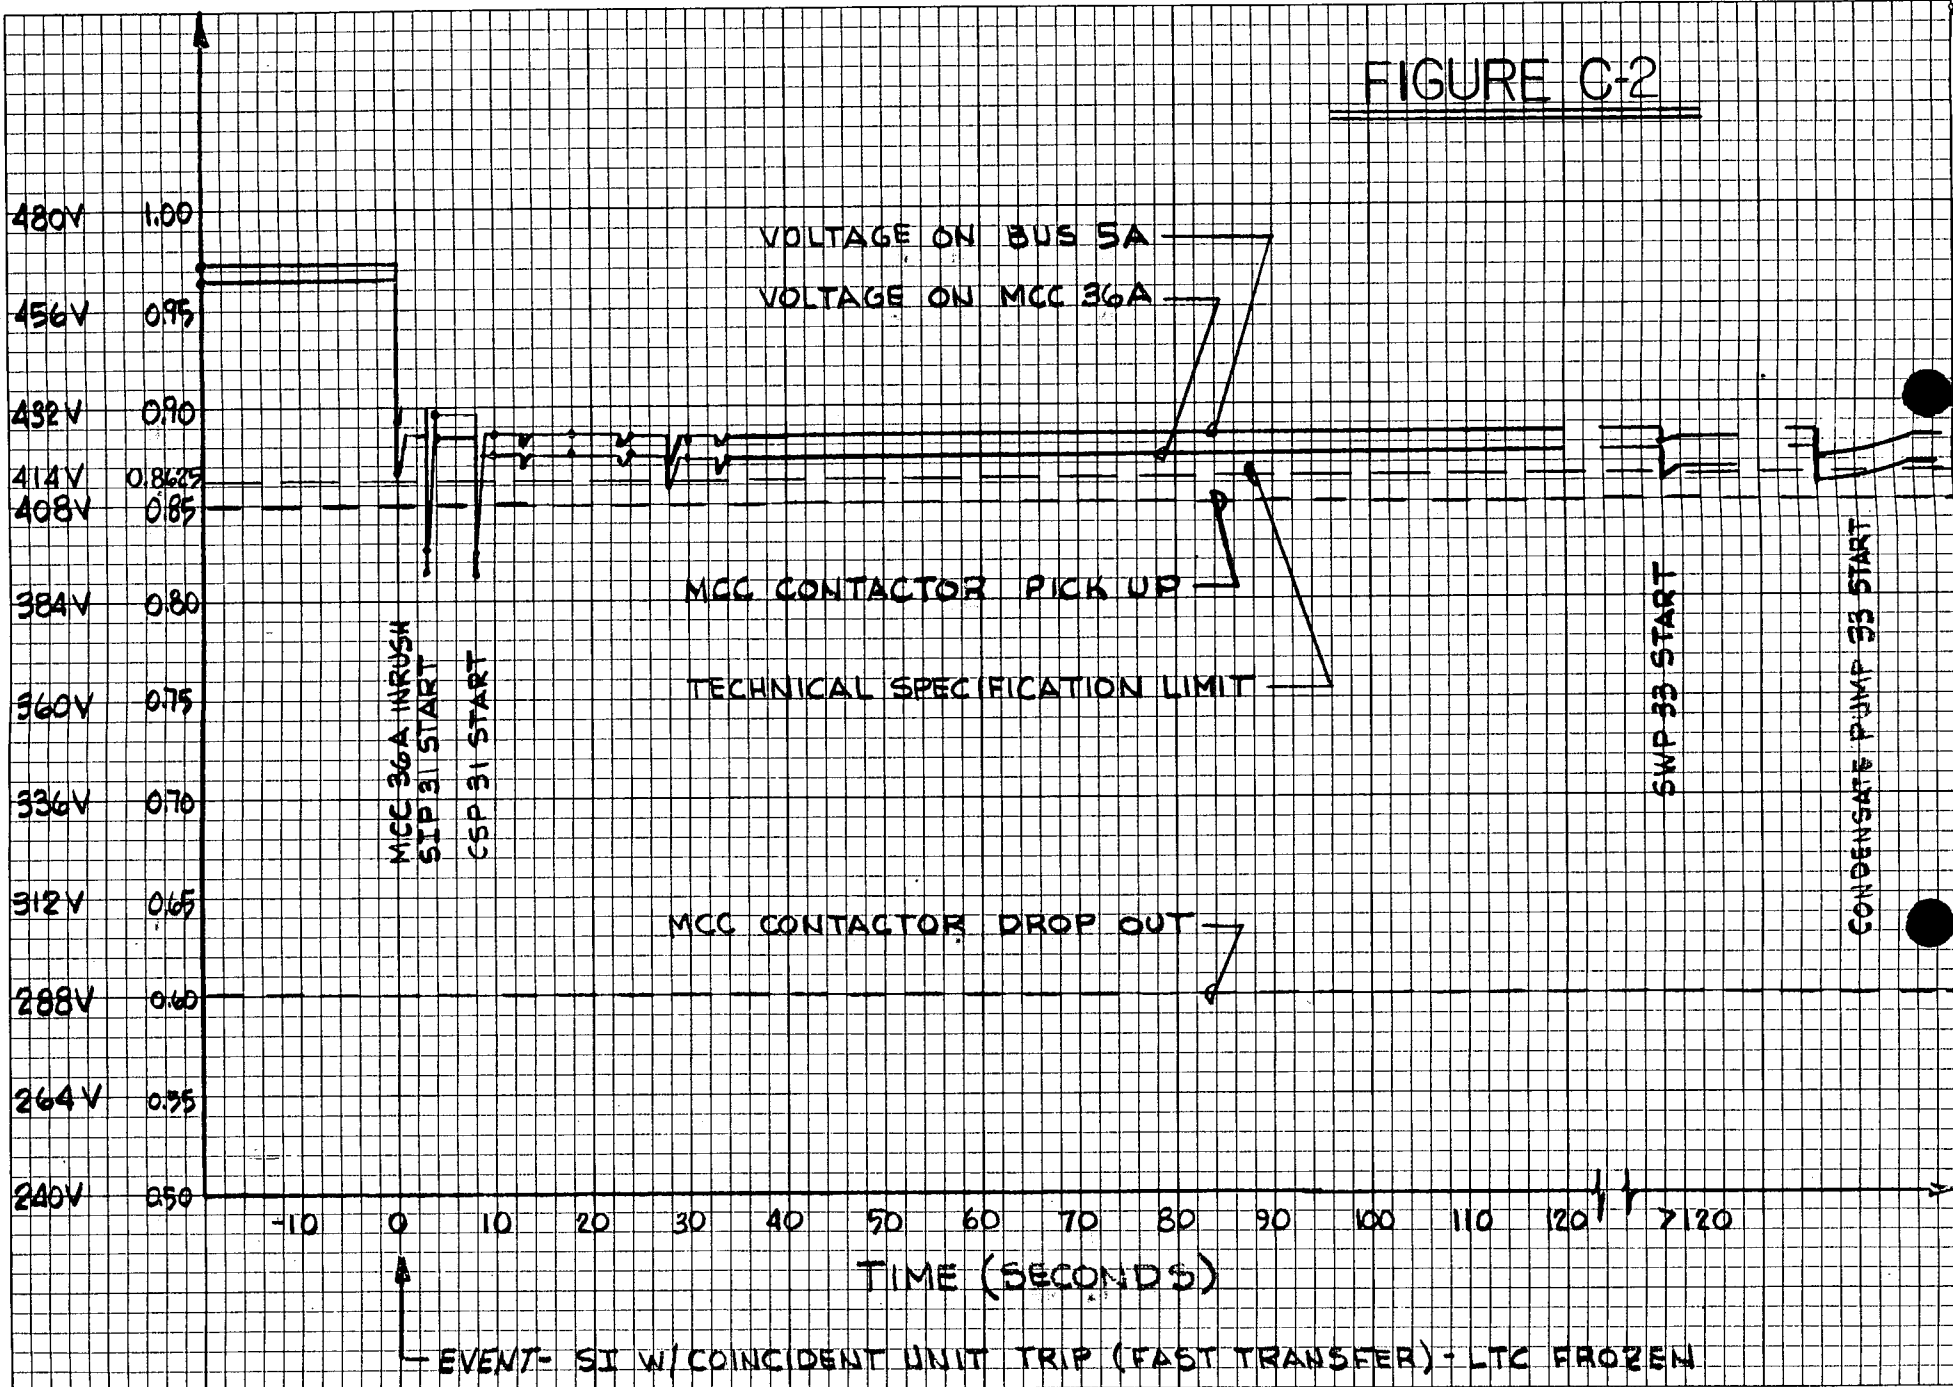 FIGURE C-2
480V 1.00
VOLTAGE ON BUS 5A
VOLTAGE ON MCC 36A
456V 0.95
432V 0.90
414V 0.8625
408V 0.85
MCC CONTACTOR PICK UP
384V 0.80
TECHNICAL SPECIFICATION LIMIT
360V 0.75
336V 0.70
MCC 36A INRUSH
SIP 31 START
CSP 31 START
SWP 33 START
CONDENSATE PUMP 33 START
312V 0.65
MCC CONTACTOR DROP OUT
288V 0.60
264V 0.55
240V 0.50
-10 0 10 20 30 40 50 60 70 80 90 100 110 120 >120
TIME (SECONDS)
EVENT- SI W/COINCIDENT UNIT TRIP (FAST TRANSFER)-LTC FROZEN